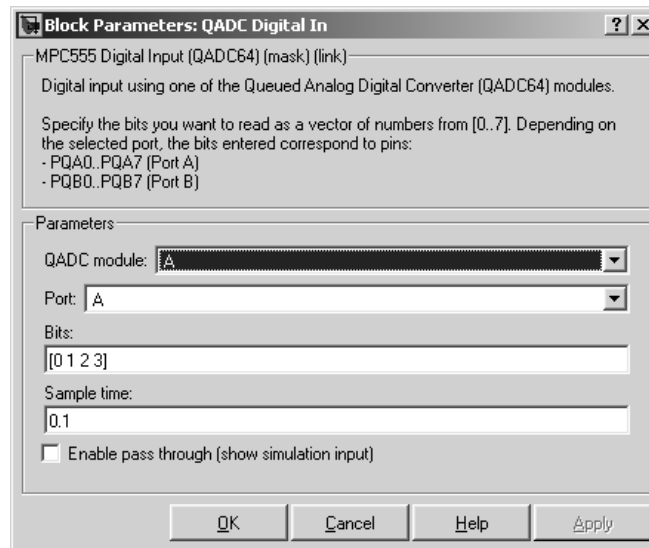 Block Parameters: QADC Digital In
MPC555 Digital Input (QADC64) (mask) (link)
Digital input using one of the Queued Analog Digital Converter (QADC64) modules.
Specify the bits you want to read as a vector of numbers from [0..7]. Depending on
the selected port, the bits entered correspond to pins:
- PQA0..PQA7 (Port A)
- PQB0..PQB7 (Port B)
Parameters
QADC module: A
Port: A
Bits:
[0 1 2 3]
Sample time:
0.1
Enable pass through (show simulation input)
OK Cancel Help Apply